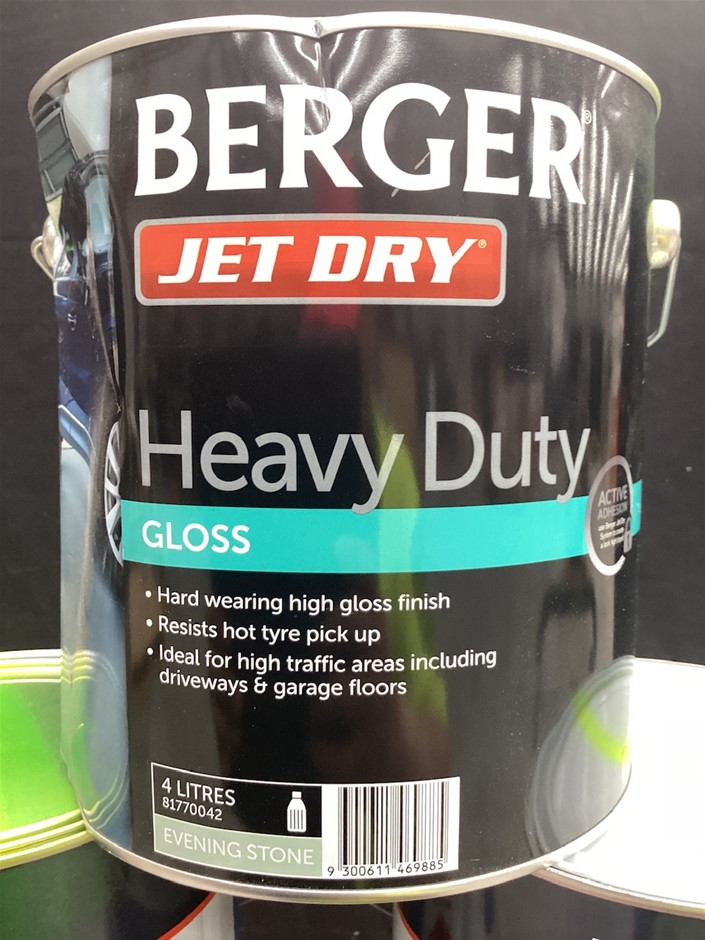 BERGER®
JET DRY®
Heavy Duty
GLOSS
ACTIVE
ADHESION
• Hard wearing high gloss finish
• Resists hot tyre pick up
• Ideal for high traffic areas including
driveways & garage floors
4 LITRES
81770042
EVENING STONE
9 300611 469885